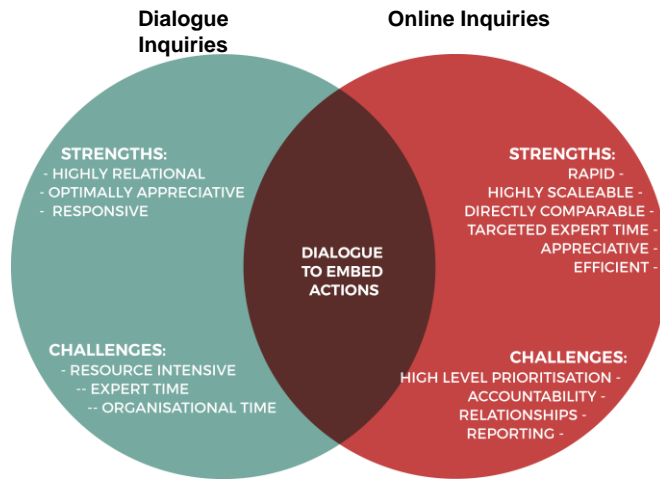 Dialogue
Inquiries
Online Inquiries
STRENGTHS:
- HIGHLY RELATIONAL
- OPTIMALLY APPRECIATIVE
- RESPONSIVE
CHALLENGES:
- RESOURCE INTENSIVE
-- EXPERT TIME
-- ORGANISATIONAL TIME
DIALOGUE
TO EMBED
ACTIONS
STRENGTHS:
RAPID -
HIGHLY SCALEABLE -
DIRECTLY COMPARABLE -
TARGETED EXPERT TIME -
APPRECIATIVE -
EFFICIENT -
CHALLENGES:
HIGH LEVEL PRIORITISATION -
ACCOUNTABILITY -
RELATIONSHIPS -
REPORTING -